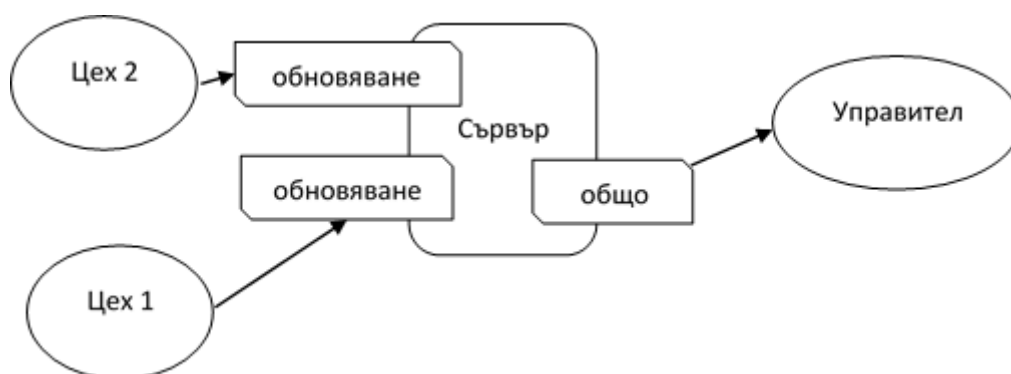 Цех 2
обновяване
Сървър
Управител
обновяване
общо
Цех 1